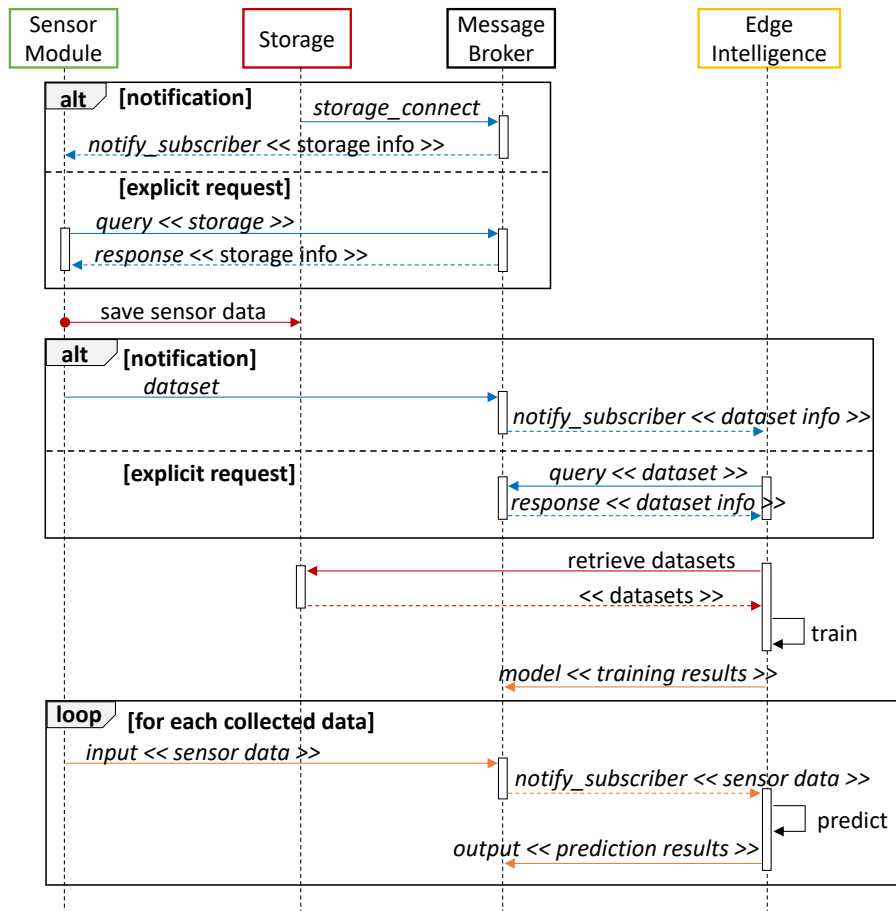 Sensor
Module
Storage
Message
Broker
Edge
Intelligence
alt
[notification]
storage_connect
notify_subscriber << storage info >>
[explicit request]
query << storage >>
response << storage info >>
save sensor data
alt
[notification]
dataset
notify_subscriber << dataset info >>
[explicit request]
query << dataset >>
response << dataset info >>
retrieve datasets
<< datasets >>
train
model << training results >>
loop
[for each collected data]
input << sensor data >>
notify_subscriber << sensor data >>
predict
output << prediction results >>